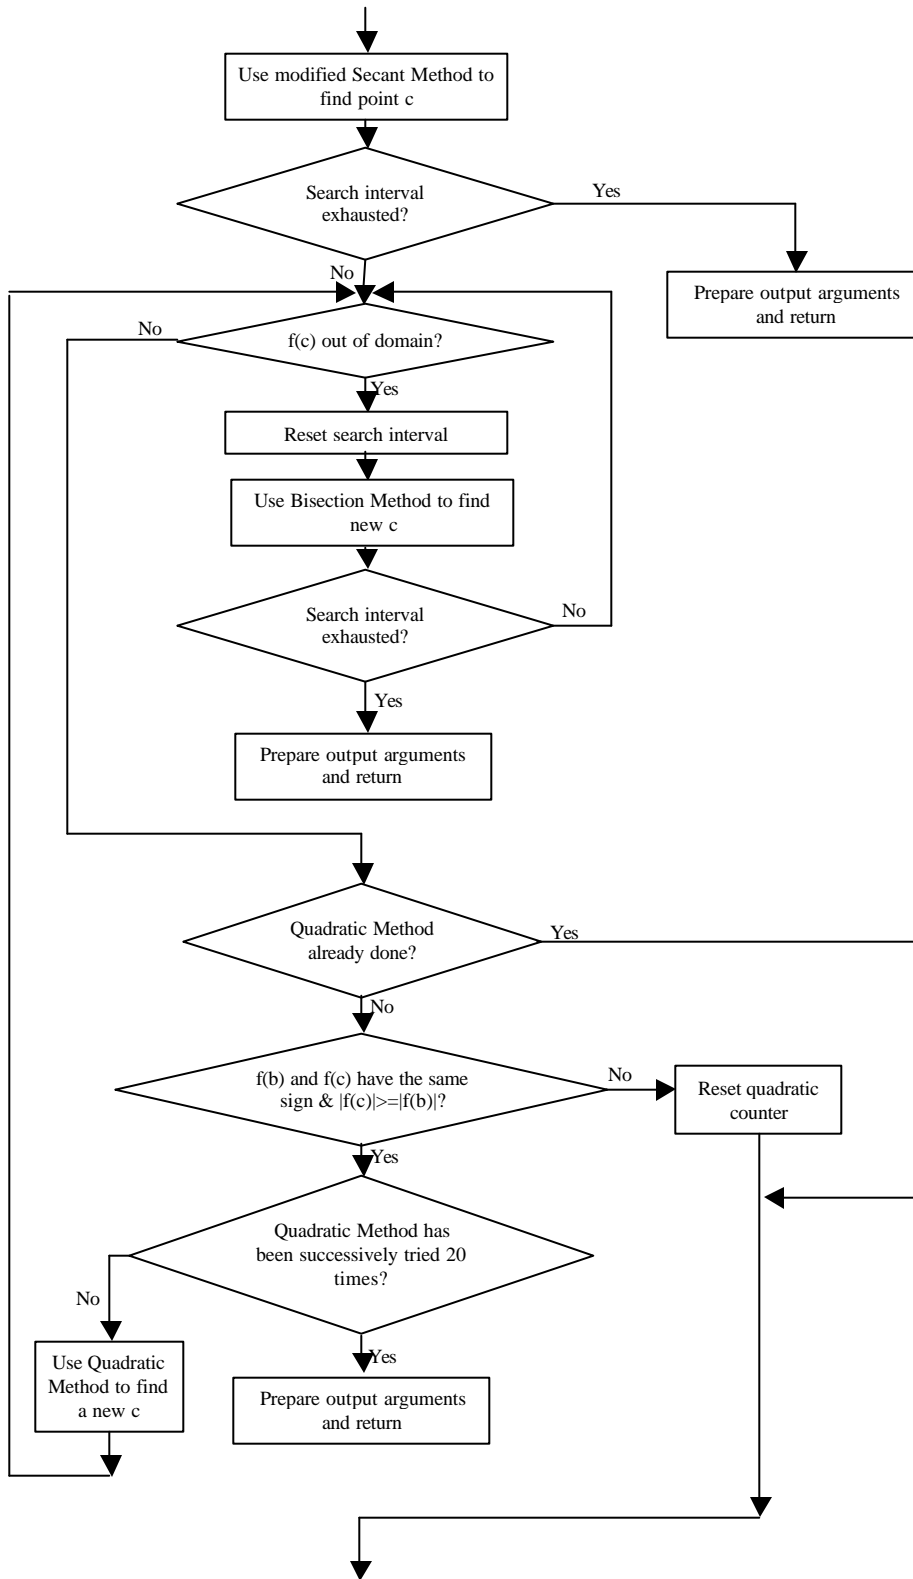 Use modified Secant Method to
find point c
Search interval
exhausted?
Yes
No
Prepare output arguments
and return
No
f(c) out of domain?
Yes
Reset search interval
Use Bisection Method to find
new c
Search interval
exhausted?
No
Yes
Prepare output arguments
and return
Quadratic Method
already done?
Yes
No
f(b) and f(c) have the same
sign & |f(c)|>=|f(b)|?
No
Reset quadratic
counter
Yes
Quadratic Method has
been successively tried 20
times?
No
Yes
Use Quadratic
Method to find
a new c
Prepare output arguments
and return